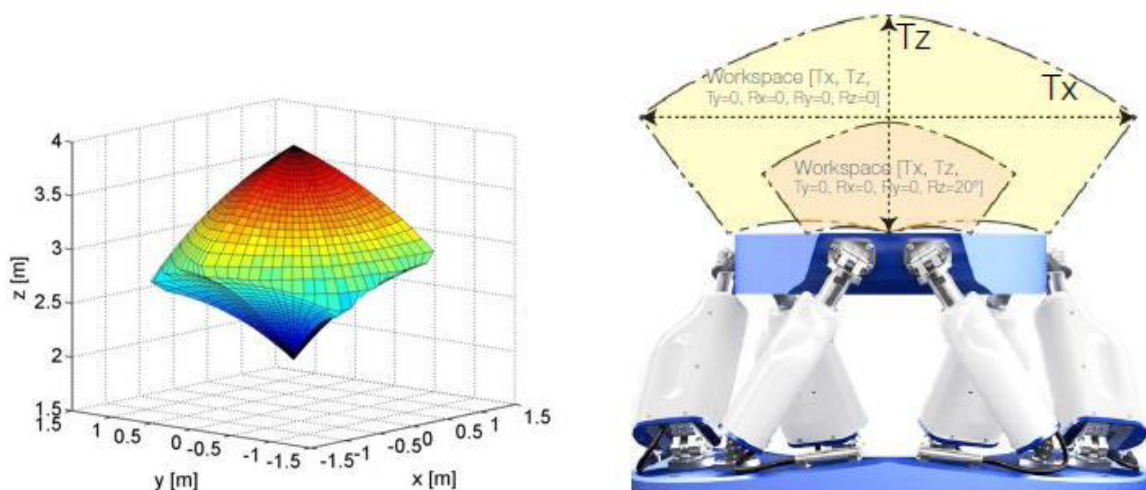 4
3.5
3
2.5
2
1.5
z [m]
1.5
1
0.5
0
-0.5
-1
-1.5
y [m]
-1.5
-1
-0.5
0
0.5
1
1.5
x [m]
Tz
Tx
Workspace [Tx, Tz,
Ty=0, Rx=0, Ry=0, Rz=0]
Workspace [Tx, Tz,
Ty=0, Rx=0, Ry=0, Rz=20°]